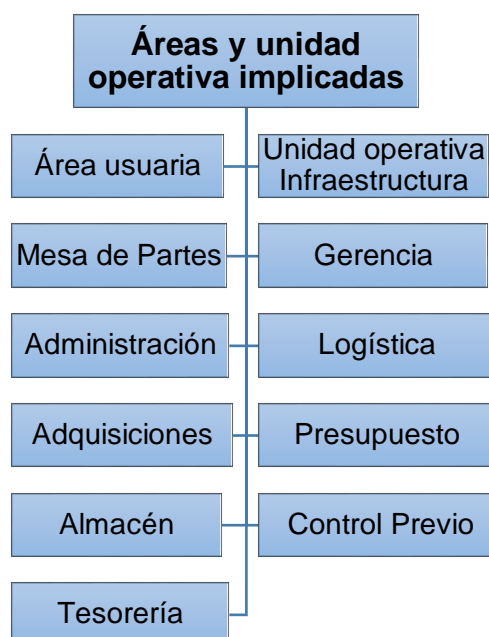 Áreas y unidad
operativa implicadas
Área usuaria
Unidad operativa
Infraestructura
Mesa de Partes
Gerencia
Administración
Logística
Adquisiciones
Presupuesto
Almacén
Control Previo
Tesorería